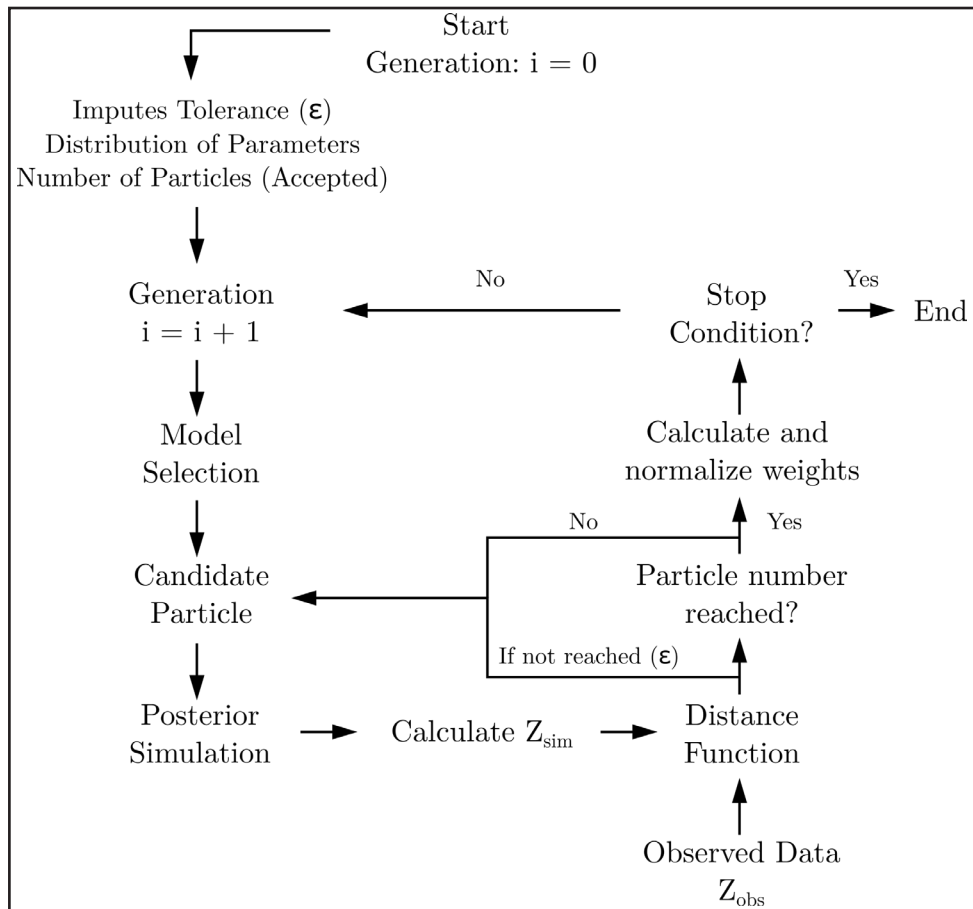 Start
Generation: i = 0
Imputes Tolerance (ε)
Distribution of Parameters
Number of Particles (Accepted)
Generation
i = i + 1
No
Stop
Condition?
Yes
End
Model
Selection
Calculate and
normalize weights
No
Yes
Candidate
Particle
Particle number
reached?
If not reached (ε)
Posterior
Simulation
Calculate Z_sim
Distance
Function
Observed Data
Z_obs